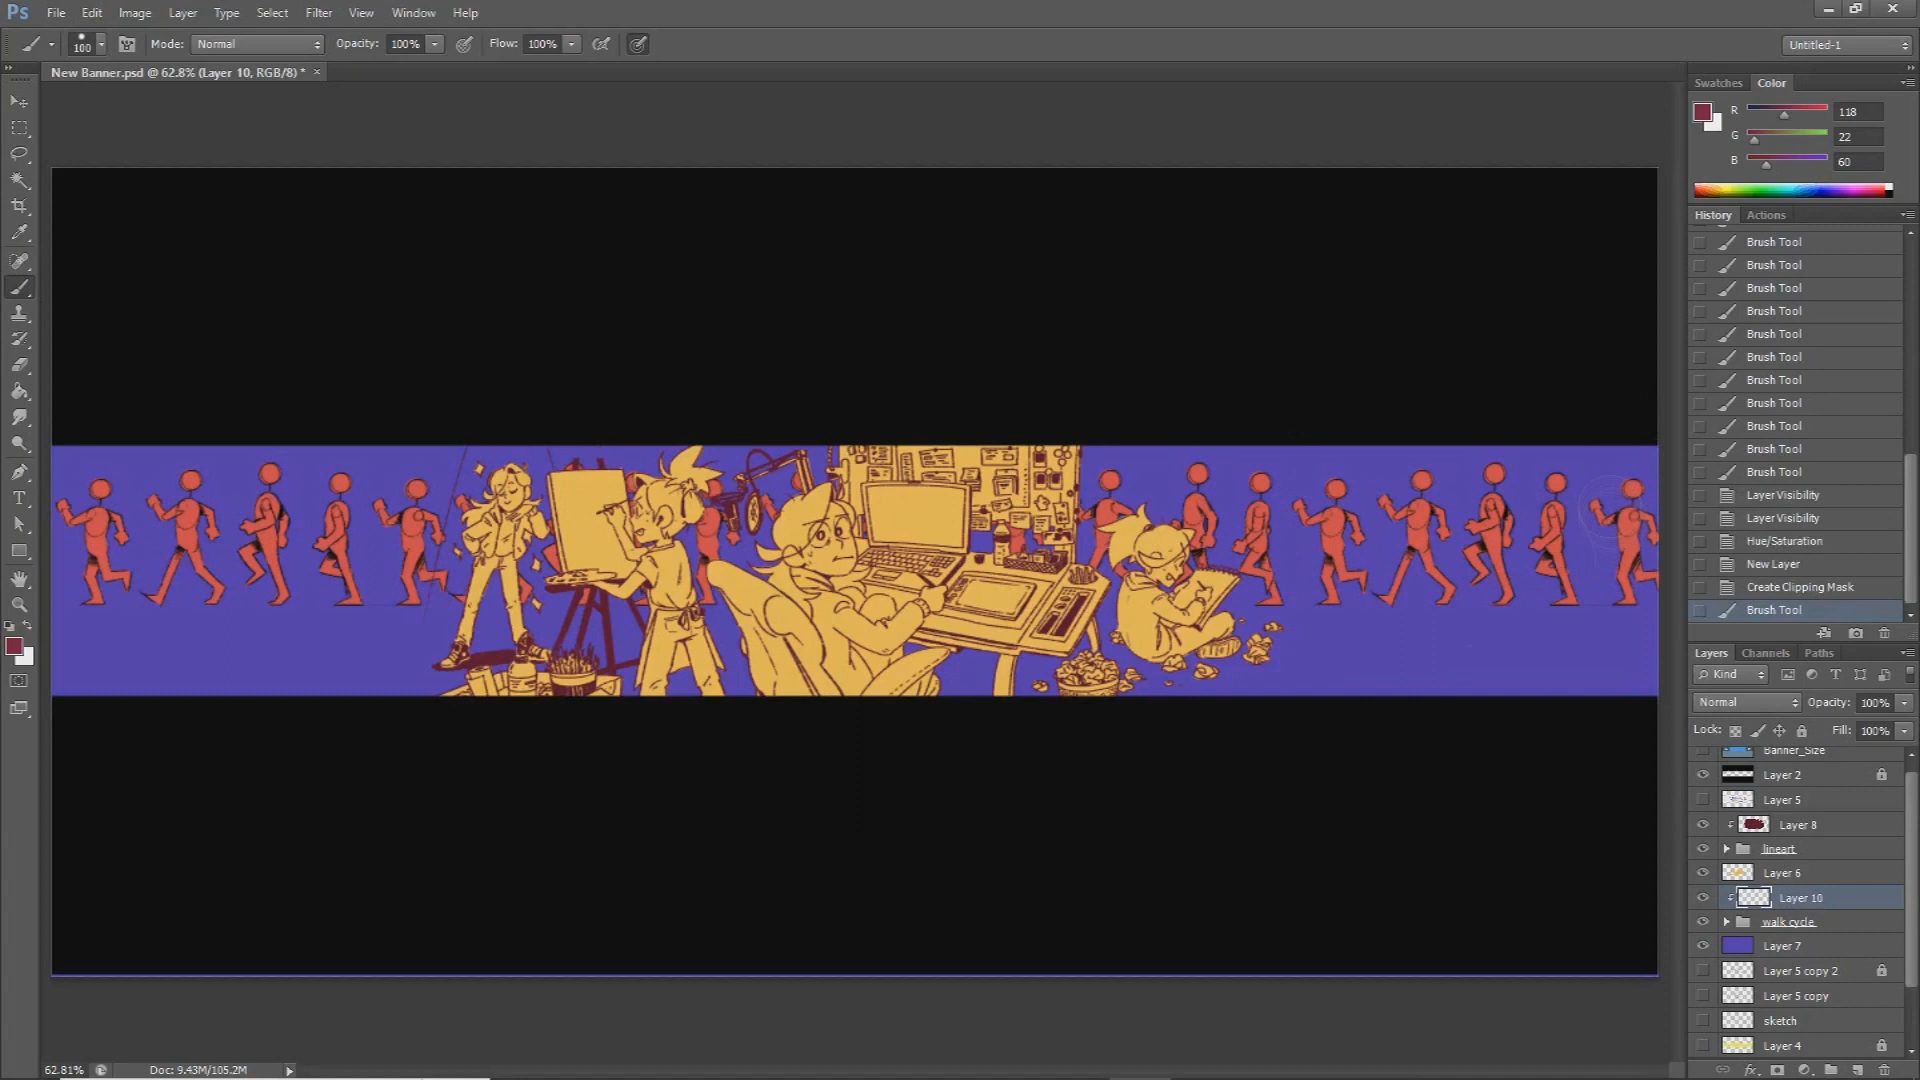 Ps File Edit Image Layer Type Select Filter View Window Help
100 Mode: Normal Opacity: 100% Flow: 100% Untitled-1
New Banner.psd @ 62.8% (Layer 10, RGB/8) * ×
Swatches Color
R 118
G 22
B 60
History Actions
Brush Tool
Brush Tool
Brush Tool
Brush Tool
Brush Tool
Brush Tool
Brush Tool
Brush Tool
Brush Tool
Brush Tool
Brush Tool
Layer Visibility
Layer Visibility
Hue/Saturation
New Layer
Create Clipping Mask
Brush Tool
Layers Channels Paths
Kind
Normal Opacity: 100%
Lock: Fill: 100%
Banner_Size
Layer 2
Layer 5
Layer 8
lineart
Layer 6
Layer 10
walk cycle
Layer 7
Layer 5 copy 2
Layer 5 copy
sketch
Layer 4
fx
62.81% Doc: 9.43M/105.2M